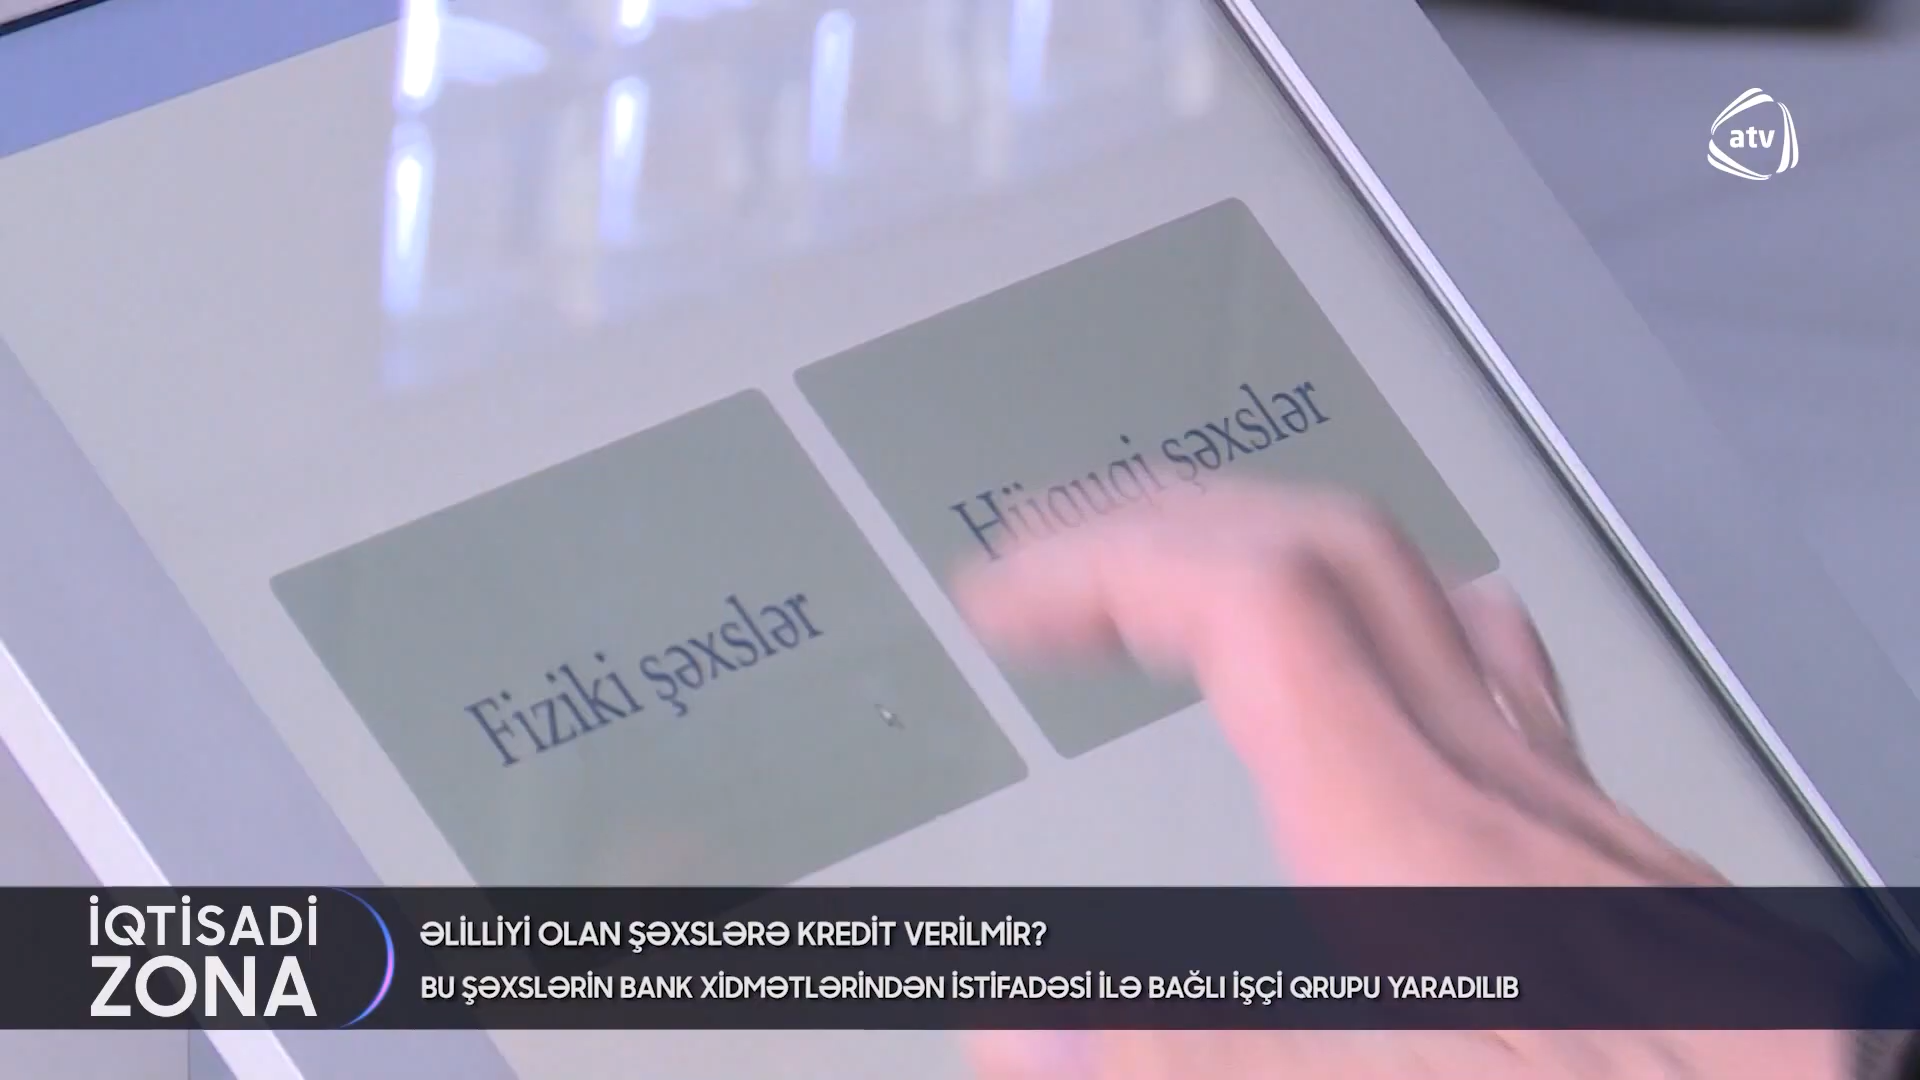 atv
Hüquqi şəxslər
Fiziki şəxslər
İQTİSADİ
ZONA
ƏLİLLİYİ OLAN ŞƏXSLƏRƏ KREDİT VERİLMİR?
BU ŞƏXSLƏRİN BANK XİDMƏTLƏRİNDƏN İSTİFADƏSİ İLƏ BAĞLI İŞÇİ QRUPU YARADILIB